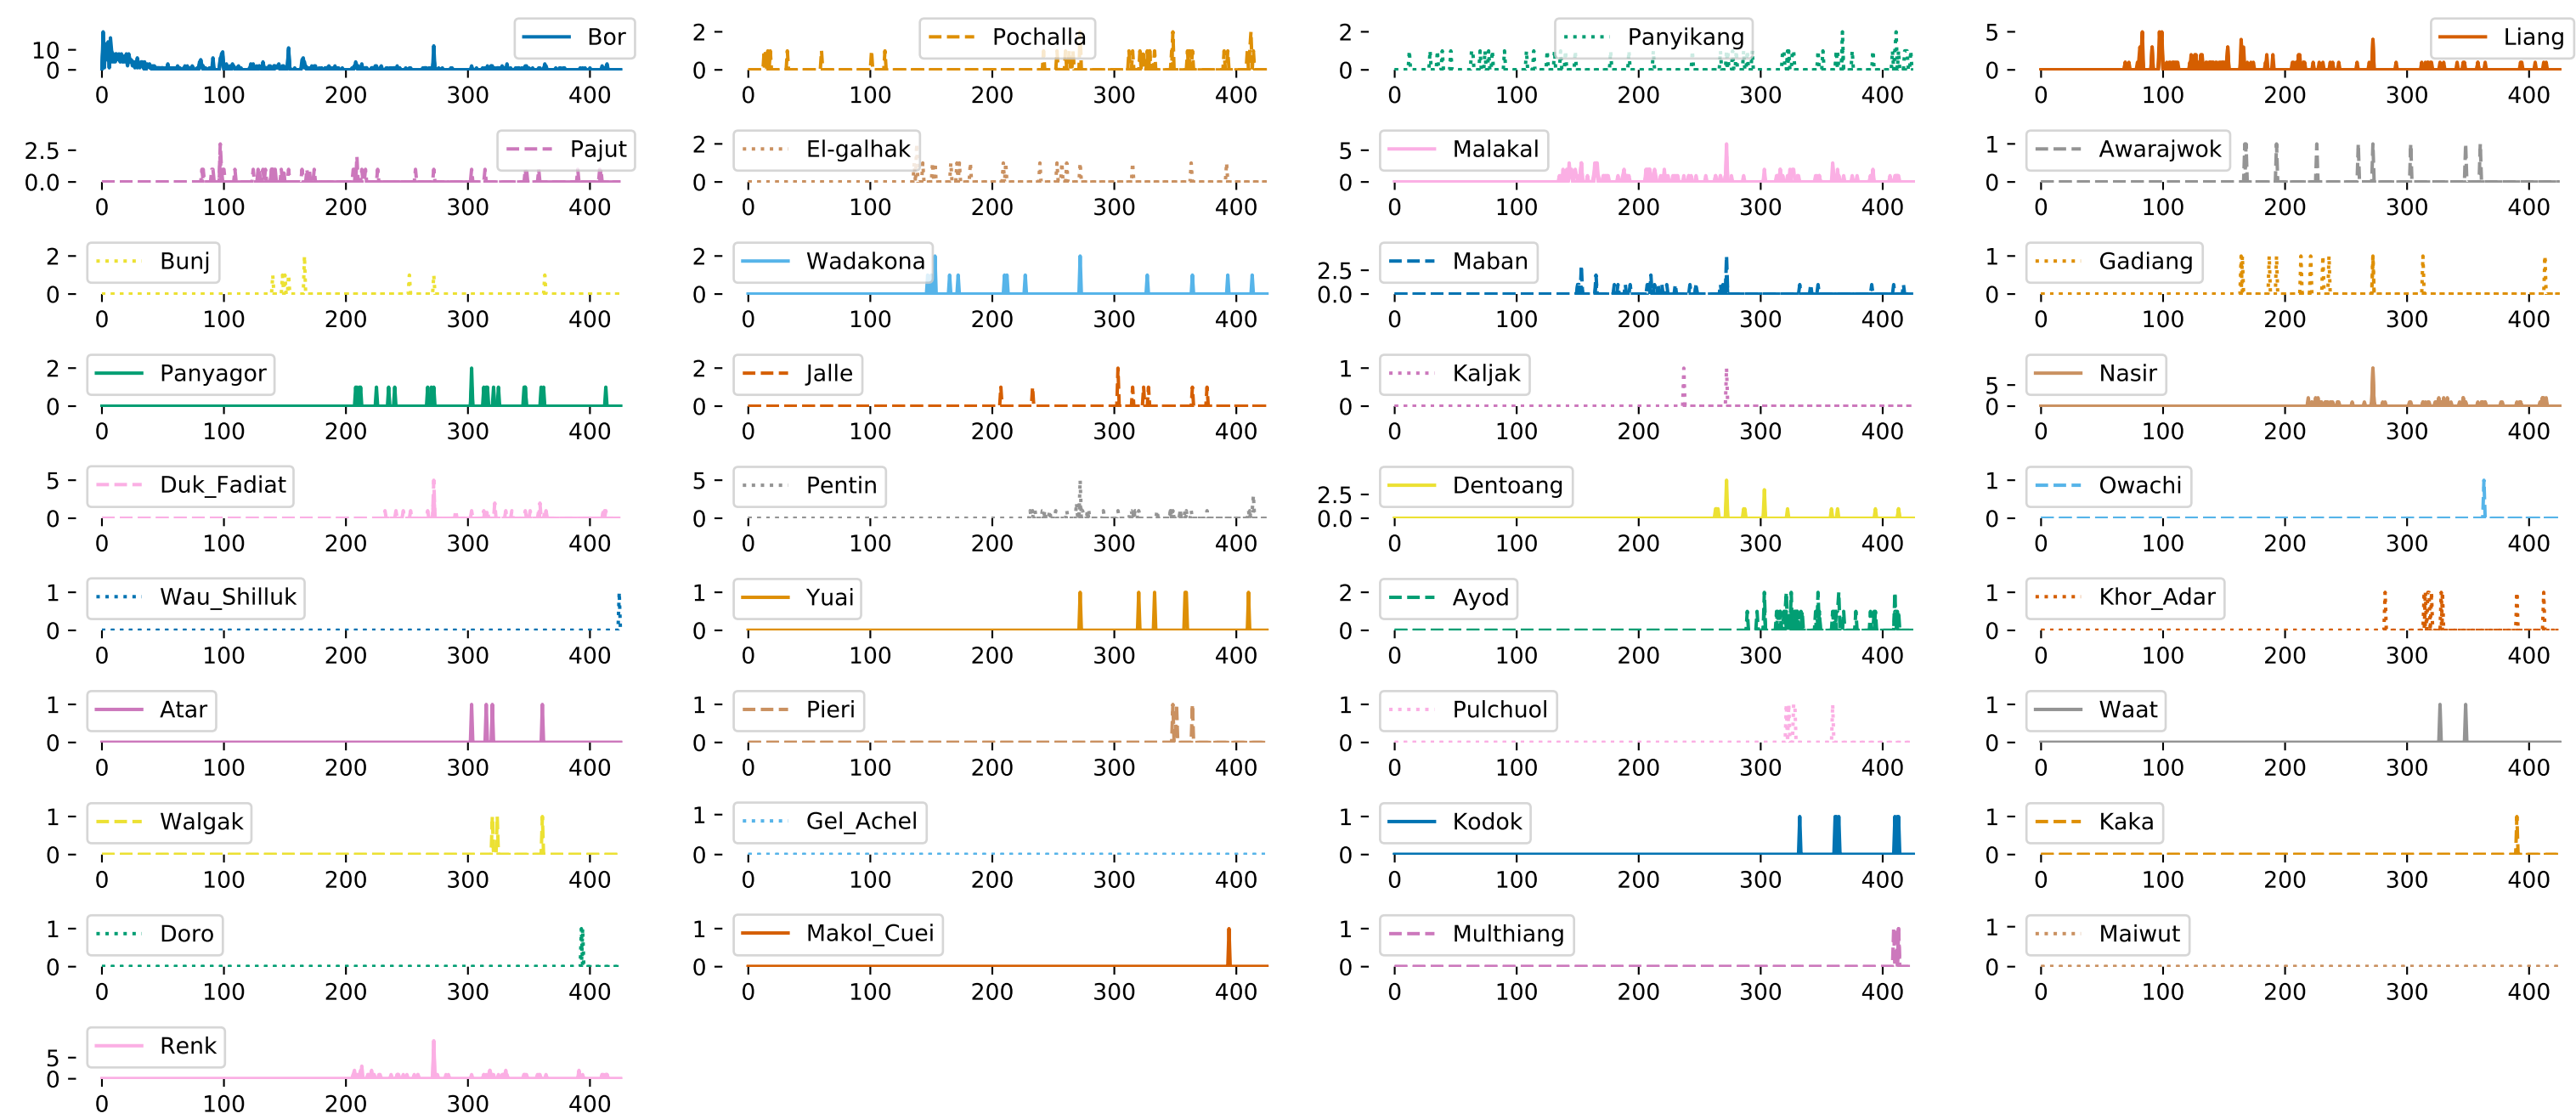 Bor
10
0
0 100 200 300 400
Pochalla
2
0
0 100 200 300 400
Panyikang
2
0
0 100 200 300 400
Liang
5
0
0 100 200 300 400
Pajut
2.5
0.0
0 100 200 300 400
El-galhak
2
0
0 100 200 300 400
Malakal
5
0
0 100 200 300 400
Awarajwok
1
0
0 100 200 300 400
Bunj
2
0
0 100 200 300 400
Wadakona
2
0
0 100 200 300 400
Maban
2.5
0.0
0 100 200 300 400
Gadiang
1
0
0 100 200 300 400
Panyagor
2
0
0 100 200 300 400
Jalle
2
0
0 100 200 300 400
Kaljak
1
0
0 100 200 300 400
Nasir
5
0
0 100 200 300 400
Duk_Fadiat
5
0
0 100 200 300 400
Pentin
5
0
0 100 200 300 400
Dentoang
2.5
0.0
0 100 200 300 400
Owachi
1
0
0 100 200 300 400
Wau_Shilluk
1
0
0 100 200 300 400
Yuai
1
0
0 100 200 300 400
Ayod
2
0
0 100 200 300 400
Khor_Adar
1
0
0 100 200 300 400
Atar
1
0
0 100 200 300 400
Pieri
1
0
0 100 200 300 400
Pulchuol
1
0
0 100 200 300 400
Waat
1
0
0 100 200 300 400
Walgak
1
0
0 100 200 300 400
Gel_Achel
1
0
0 100 200 300 400
Kodok
1
0
0 100 200 300 400
Kaka
1
0
0 100 200 300 400
Doro
1
0
0 100 200 300 400
Makol_Cuei
1
0
0 100 200 300 400
Multhiang
1
0
0 100 200 300 400
Maiwut
1
0
0 100 200 300 400
Renk
5
0
0 100 200 300 400